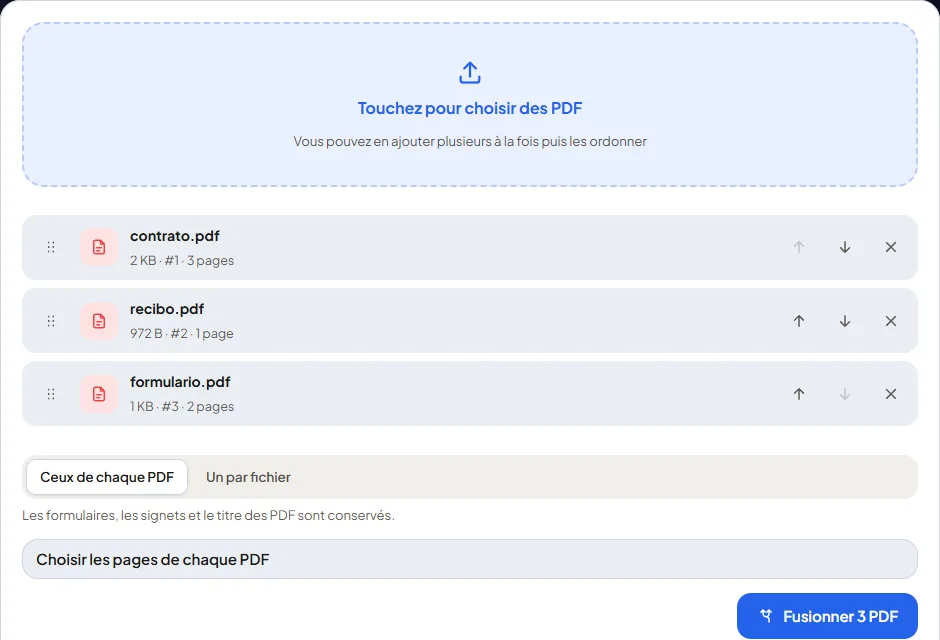 Touchez pour choisir des PDF
Vous pouvez en ajouter plusieurs à la fois puis les ordonner
contrato.pdf
2 KB · #1 · 3 pages
recibo.pdf
972 B · #2 · 1 page
formulario.pdf
1 KB · #3 · 2 pages
Ceux de chaque PDF Un par fichier
Les formulaires, les signets et le titre des PDF sont conservés.
Choisir les pages de chaque PDF
Fusionner 3 PDF